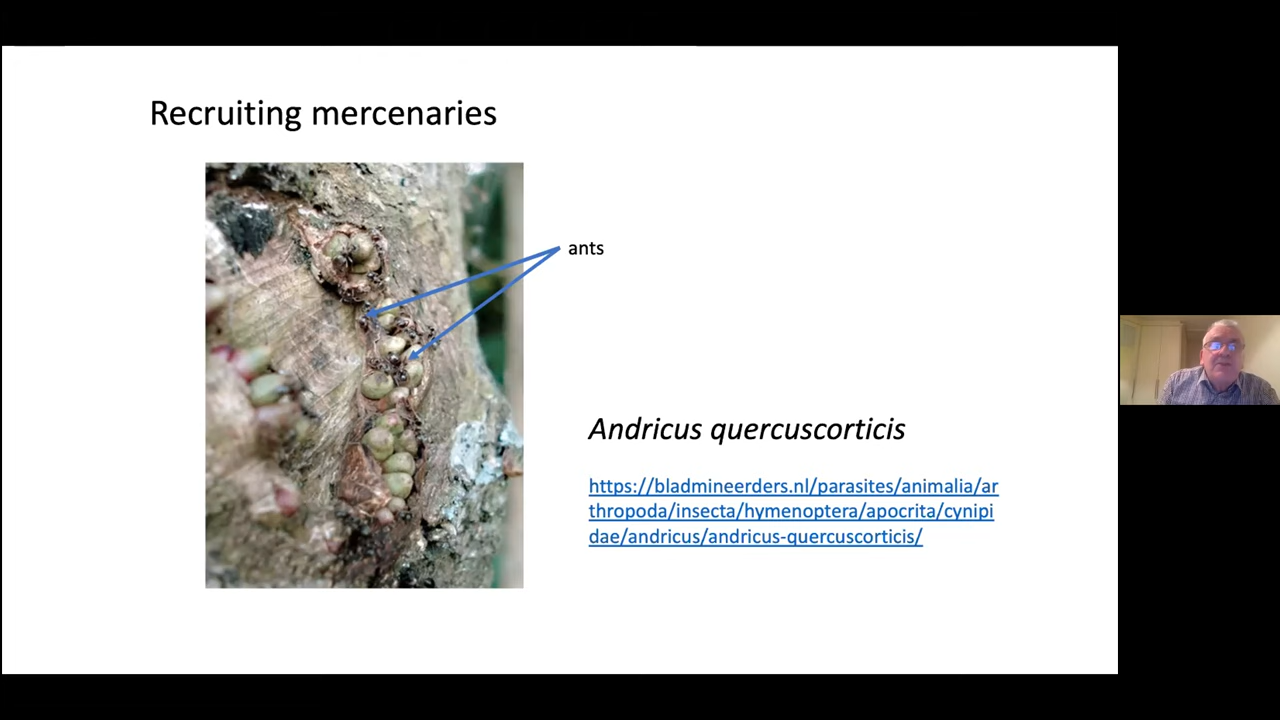 Recruiting mercenaries
ants
Andricus quercuscorticis
https://bladmineerders.nl/parasites/animalia/ar
thropoda/insecta/hymenoptera/apocrita/cynipi
dae/andricus/andricus-quercuscorticis/